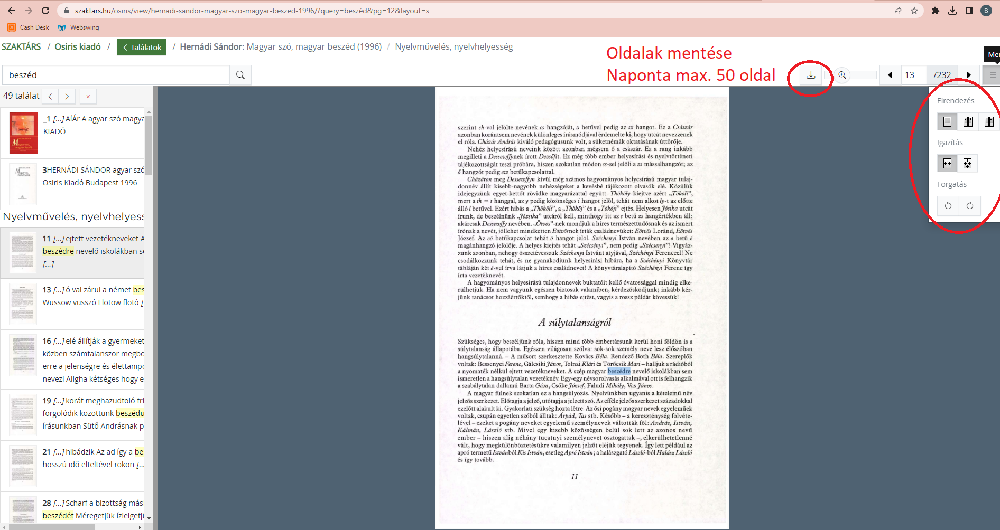 szaktars.hu/osiris/view/hernadi-sandor-magyar-szo-magyar-beszed-1996/?query=beszéd&pg=12&layout=s
B
Cash Desk
Webswing
SZAKTÁRS / Osiris kiadó / Találatok / Hernádi Sándor: Magyar szó, magyar beszéd (1996) / Nyelvművelés, nyelvhelyesség
Oldalak mentése
Naponta max. 50 oldal
beszéd
13 /232
49 találat
_1 [...] AíÁr A agyar szó magya
KIADÓ
3HERNÁDI SÁNDOR agyar szó
Osiris Kiadó Budapest 1996
Nyelvművelés, nyelvhelyess
11 [...] ejtett vezetékneveket A
beszédre nevelő iskolákban se
[...]
13 [...] ó val zárul a német bes
Wussow vusszó Flotow flotó [.
16 [...] elé állítják a gyermeket
közben számtalanszor megbo
erre a jelenségre és élettanipo
nevezi Aligha kétséges hogy e
19 [...] korát meghazudtoló fri
forgolódik közöttünk beszédü
írásunkban Sütő Andrásnak p
21 [...] hibádzik Az ad így a bes
hosszú idő elteltével rokon [...
28 [...] Scharf a bizottság mási
beszédét Méregetjük ízlelgetjü
szerint ch-val jelölte nevének cs hangzóját, z betűvel pedig az sz hangot. Ez a Császár
azonban korántsem nevének különleges írásmódjával érdemelte ki, hogy utcát nevezzenek
el róla. Cházár András kiváló pedagógusunk volt, a süketnémák oktatásának úttörője.
Nehéz helyesírású neveink között azonban mégsem ő a császár. Ez a rang inkább
megilleti a Dessewffynek írott Dezsőfit. Ez még több ember helyesírási és nyelvtörténeti
tájékozottságát teszi próbára, hiszen szokatlan módon ss-sel jelöli a zs mássalhangzót; az
ő hangzót pedig ew betűkapcsolattal.
Cházáron meg Dessewffyn kívül még számos hagyományos helyesírású magyar tulaj-
donnév állít kisebb-nagyobb nehézségeket a kevésbé tájékozott olvasók elé. Közülük
idejegyzünk egyet-kettőt rövidke magyarázattal együtt. Thököly kiejtve azért „Tököli”,
mert a th = t hanggal, az y pedig közönséges i hangot jelöl, tehát nem alkot ly-t az előtte
álló l betűvel. Ezért hibás a „Thököli”, a „Thököj” és a „Tököji” ejtés. Helyesen Jósika utcát
írunk, de beszélnünk „Józsika” utcáról kell, minthogy itt az s betű zs hangértékben áll;
akárcsak Dessewffy nevében. „Ötvös”-nek mondjuk a híres természettudósnak és az ismert
írónak a nevét, jóllehet mindketten Eötvösnek írták családnevüket: Eötvös Loránd, Eötvös
József. Az eö betűkapcsolat tehát ö hangot jelöl. Széchenyi István nevében az e betű é
magánhangzó jelölője. A helyes kiejtés tehát „Szécsényi”, nem pedig „Szécsenyi”! Vigyáz-
zunk azonban, nehogy összetévesszük Széchenyi Istvánt atyjával, Széchényi Ferenccel! Ne
csodálkozzunk tehát, és ne gyanakodjunk helyesírási hibára, ha a Széchényi Könyvtár
tábláján két é-vel írva látjuk a híres családnevet! A könyvtáralapító Széchényi Ferenc így
írta vezetéknevét.
A hagyományos helyesírású tulajdonnevek buktatóit kellő óvatossággal mindig elke-
rülhetjük. Ha nem vagyunk egészen biztosak valamiben, kérdezősködjünk; inkább kér-
jünk tanácsot hozzáértőktől, semhogy a hibás ejtést, vagyis a rossz példát kövessük!
A súlytalanságról
Szükséges, hogy beszéljünk róla, hiszen mind több embertársunk kerül honi földön is a
súlytalanság állapotába. Egészen világosan szólva: sok-sok személy neve lesz élőszóban
hangsúlytalanná. – A műsort szerkesztette Kovács Béla. Rendező Both Béla. Szereplők
voltak: Bessenyei Ferenc, Gálcsiki János, Tolnai Klári és Törőcsik Mari – halljuk a rádióból
a nyomaték nélkül ejtett vezetékneveket. A szép magyar beszédre nevelő iskolákban sem
ismeretlen a hangsúlytalan vezetéknév. Egy-egy névsorolvasás alkalmával ott is felhangzik
a szabálytalan dallamú Barta Géza, Csőke József, Faludi Mihály, Vas János.
A magyar fülnek szokatlan ez a hangsúlyozás. Nyelvünkben ugyanis a kételemű név
jelzős szerkezet. Előtagja a jelző, utótagja a jelzett szó. Az efféle jelzős szerkezet századokkal
ezelőtt alakult ki. Gyakorlati szükség hozta létre. Az ősi pogány magyar nevek egyeleműek
voltak, csupán egyetlen szóból álltak: Árpád, Tas stb. Később – a kereszténység fölvéte-
lével – ezeket a pogány neveket egyelemű személynevek váltották föl: András, István,
Kálmán, László stb. Mivel egy kisebb közösségen belül sok lett az azonos nevű
ember – hiszen alig néhány tucatnyi személynevet osztogattak –, elkerülhetetlenné
vált, hogy megkülönböztetésükre valamilyen jelzőt eléjük tegyenek. Így lett például az
apró termetű Istvánból Kis István, esetleg Apró István; a halászgató László-ból Halász László
és így tovább.
11
Mer
Elrendezés
Igazítás
Forgatás